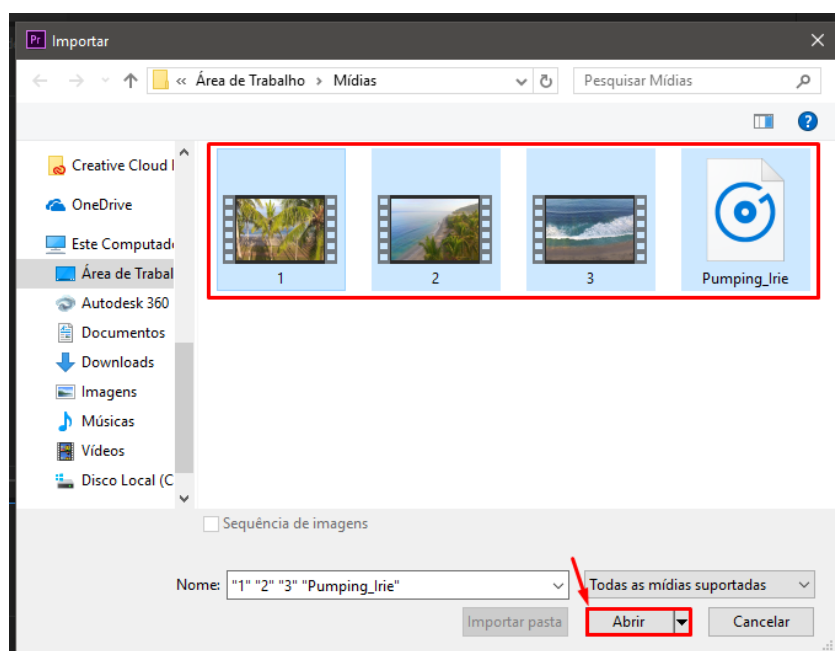 Pr Importar
« Área de Trabalho > Mídias
Pesquisar Mídias
Creative Cloud
OneDrive
Este Computad
Área de Trabal
Autodesk 360
Documentos
Downloads
Imagens
Músicas
Vídeos
Disco Local (C
1 2 3 Pumping_Irie
Sequência de imagens
Nome: "1" "2" "3" "Pumping_Irie" Todas as mídias suportadas
Importar pasta Abrir Cancelar